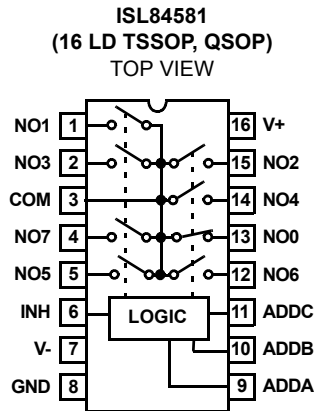 ISL84581
(16 LD TSSOP, QSOP)
TOP VIEW
NO1 1 16 V+
NO3 2 15 NO2
COM 3 14 NO4
NO7 4 13 NO0
NO5 5 12 NO6
INH 6 LOGIC 11 ADDC
V- 7 10 ADDB
GND 8 9 ADDA